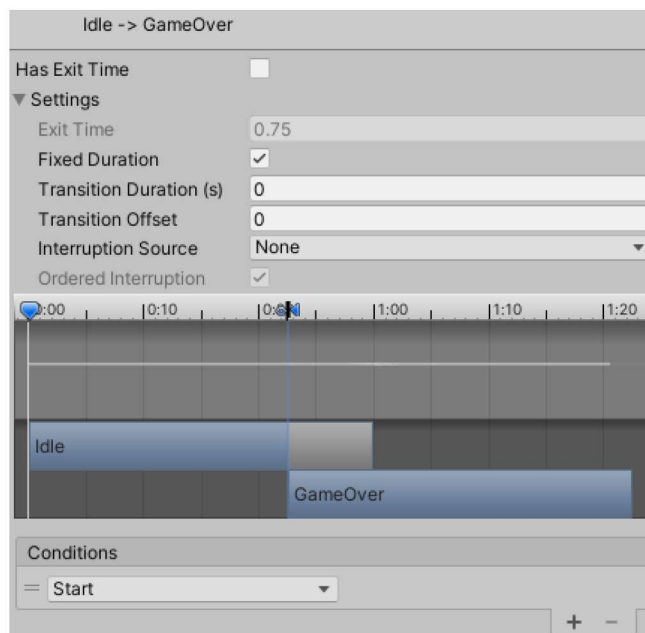 Idle -> GameOver
Has Exit Time
Settings
Exit Time 0.75
Fixed Duration
Transition Duration (s) 0
Transition Offset 0
Interruption Source None
Ordered Interruption
0:10 1:00 1:10 1:20
Idle
GameOver
Conditions
Start